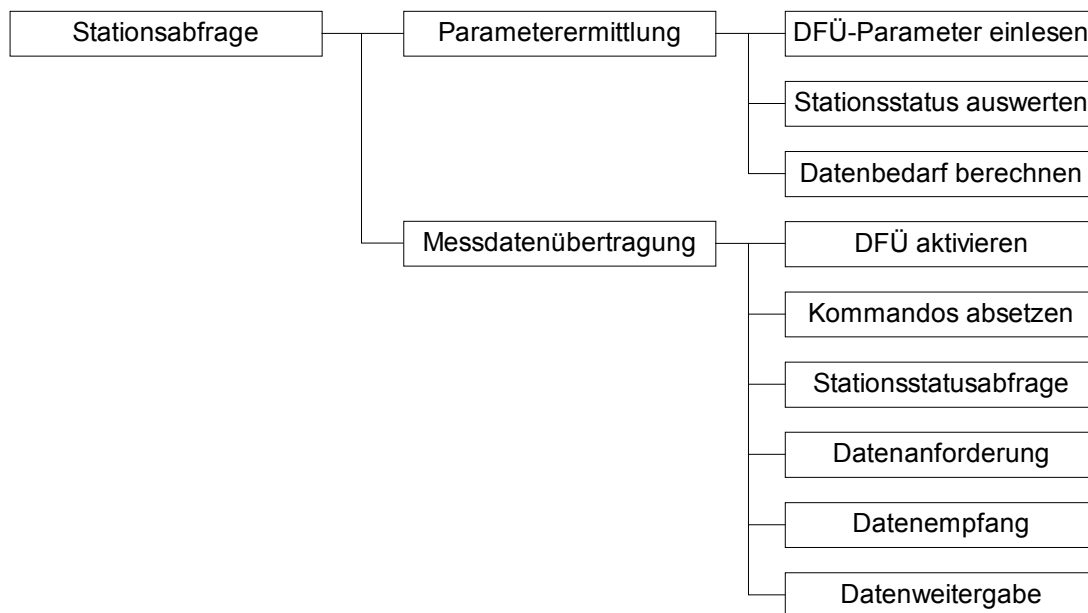 Stationsabfrage
Parameterermittlung
DFÜ-Parameter einlesen
Stationsstatus auswerten
Datenbedarf berechnen
Messdatenübertragung
DFÜ aktivieren
Kommandos absetzen
Stationsstatusabfrage
Datenanforderung
Datenempfang
Datenweitergabe